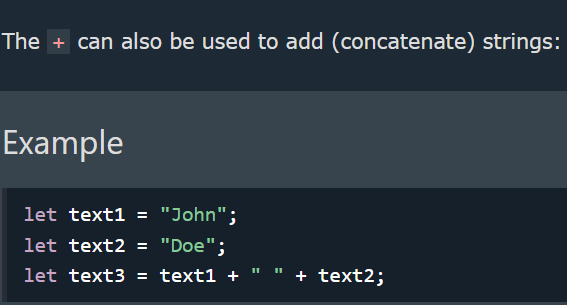 The + can also be used to add (concatenate) strings:
Example
let text1 = "John";
let text2 = "Doe";
let text3 = text1 + " " + text2;